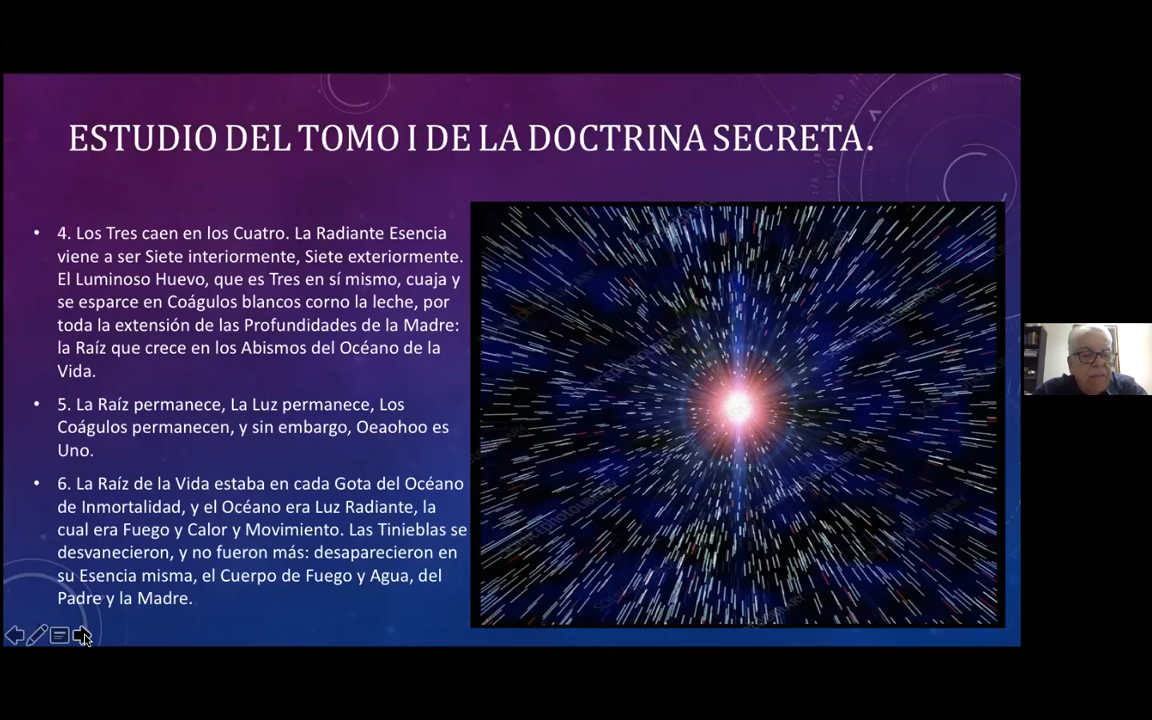 ESTUDIO DEL TOMO I DE LA DOCTRINA SECRETA.
• 4. Los Tres caen en los Cuatro. La Radiante Esencia
viene a ser Siete interiormente, Siete exteriormente.
El Luminoso Huevo, que es Tres en sí mismo, cuaja y
se esparce en Coágulos blancos corno la leche, por
toda la extensión de las Profundidades de la Madre:
la Raíz que crece en los Abismos del Océano de la
Vida.
• 5. La Raíz permanece, La Luz permanece, Los
Coágulos permanecen, y sin embargo, Oeaohoo es
Uno.
• 6. La Raíz de la Vida estaba en cada Gota del Océano
de Inmortalidad, y el Océano era Luz Radiante, la
cual era Fuego y Calor y Movimiento. Las Tinieblas se
desvanecieron, y no fueron más: desaparecieron en
su Esencia misma, el Cuerpo de Fuego y Agua, del
Padre y la Madre.